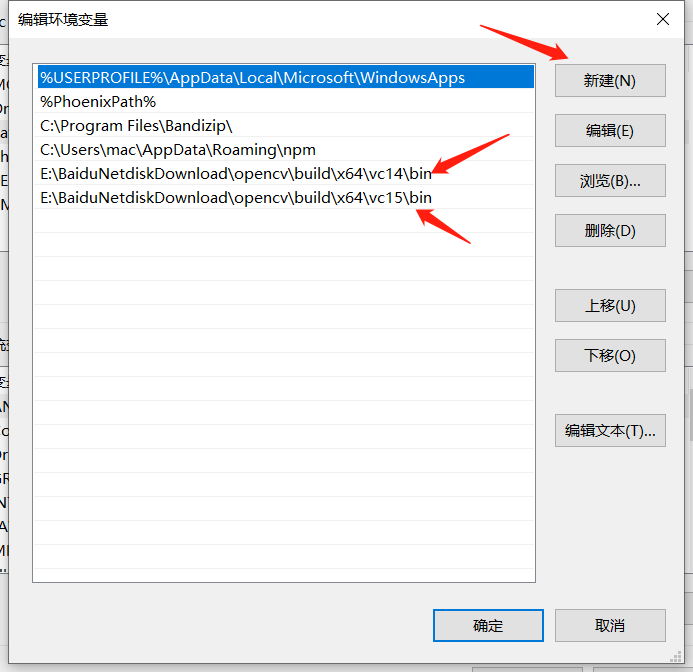 编辑环境变量
%USERPROFILE%\AppData\Local\Microsoft\WindowsApps
新建(N)
%PhoenixPath%
C:\Program Files\Bandizip\
编辑(E)
C:\Users\mac\AppData\Roaming\npm
E:\BaiduNetdiskDownload\opencv\build\x64\vc14\bin
浏览(B)...
E:\BaiduNetdiskDownload\opencv\build\x64\vc15\bin
删除(D)
上移(U)
下移(O)
编辑文本(T)...
确定
取消